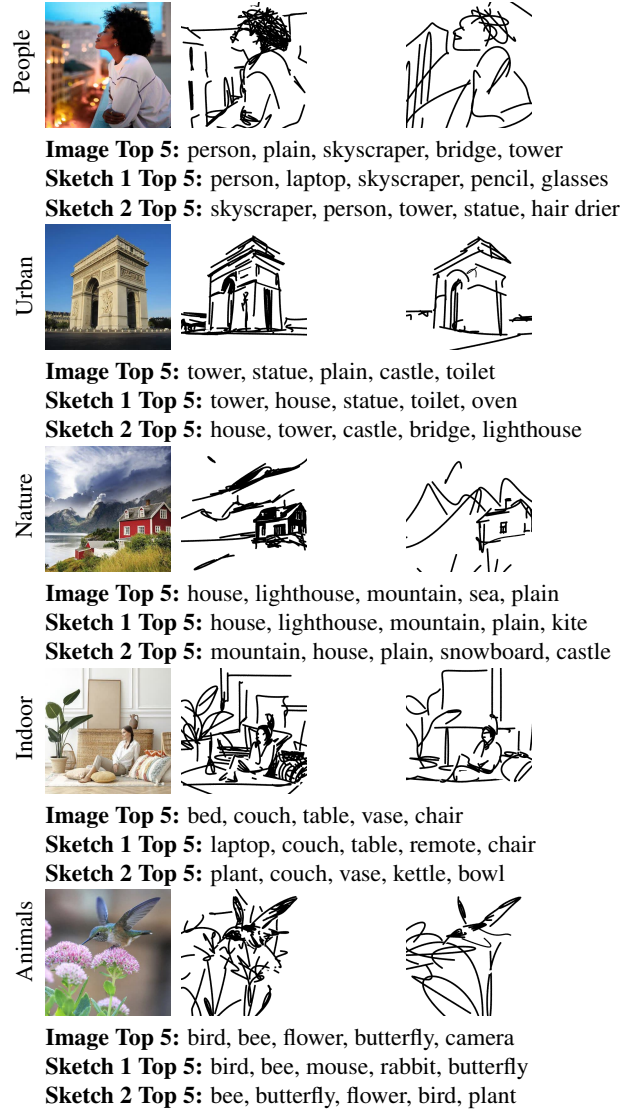 People
Image Top 5: person, plain, skyscraper, bridge, tower
Sketch 1 Top 5: person, laptop, skyscraper, pencil, glasses
Sketch 2 Top 5: skyscraper, person, tower, statue, hair drier
Urban
Image Top 5: tower, statue, plain, castle, toilet
Sketch 1 Top 5: tower, house, statue, toilet, oven
Sketch 2 Top 5: house, tower, castle, bridge, lighthouse
Nature
Image Top 5: house, lighthouse, mountain, sea, plain
Sketch 1 Top 5: house, lighthouse, mountain, plain, kite
Sketch 2 Top 5: mountain, house, plain, snowboard, castle
Indoor
Image Top 5: bed, couch, table, vase, chair
Sketch 1 Top 5: laptop, couch, table, remote, chair
Sketch 2 Top 5: plant, couch, vase, kettle, bowl
Animals
Image Top 5: bird, bee, flower, butterfly, camera
Sketch 1 Top 5: bird, bee, mouse, rabbit, butterfly
Sketch 2 Top 5: bee, butterfly, flower, bird, plant